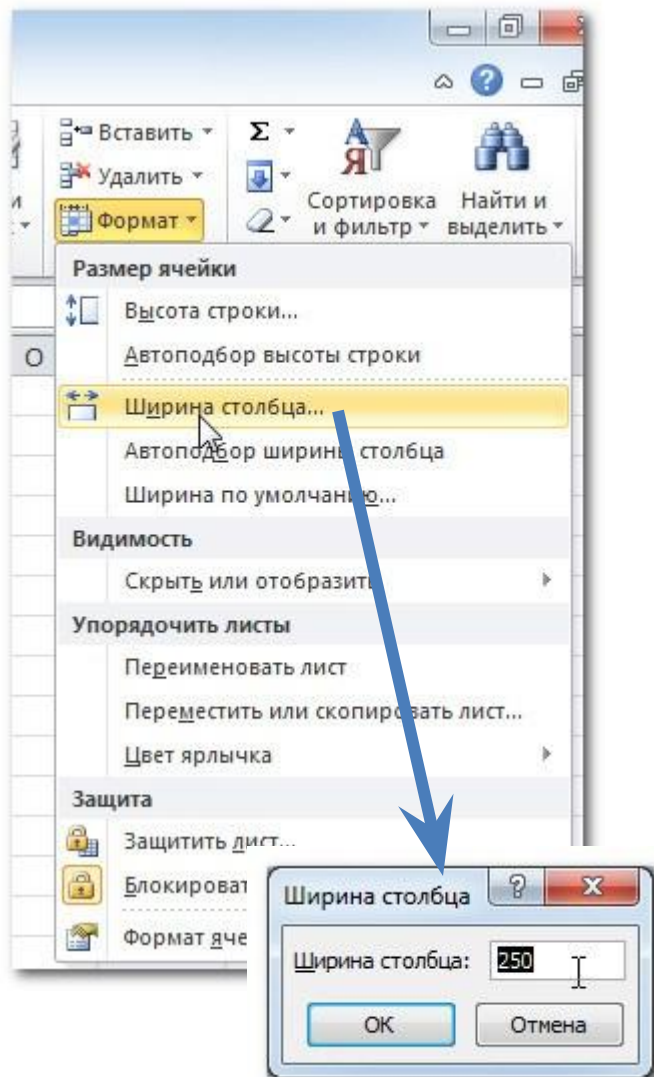 Вставить
Σ
Удалить
Формат
А
Я
Сортировка
и фильтр
Найти и
выделить
Размер ячейки
Высота строки...
О
Автоподбор высоты строки
Ширина столбца...
Автоподбор ширины столбца
Ширина по умолчанию...
Видимость
Скрыть или отобразить
Упорядочить листы
Переименовать лист
Переместить или скопировать лист...
Цвет ярлычка
Защита
Защитить лист...
Блокироват
Формат яче
Ширина столбца
?
Ширина столбца: 250
ОК
Отмена